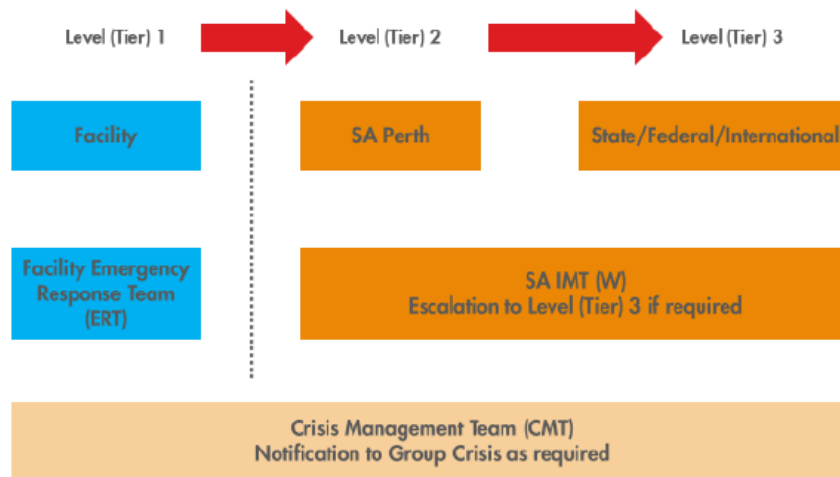 Level (Tier) 1
Level (Tier) 2
Level (Tier) 3
Facility
SA Perth
State/Federal/International
Facility Emergency
Response Team
(ERT)
SA IMT (W)
Escalation to Level (Tier) 3 if required
Crisis Management Team (CMT)
Notification to Group Crisis as required